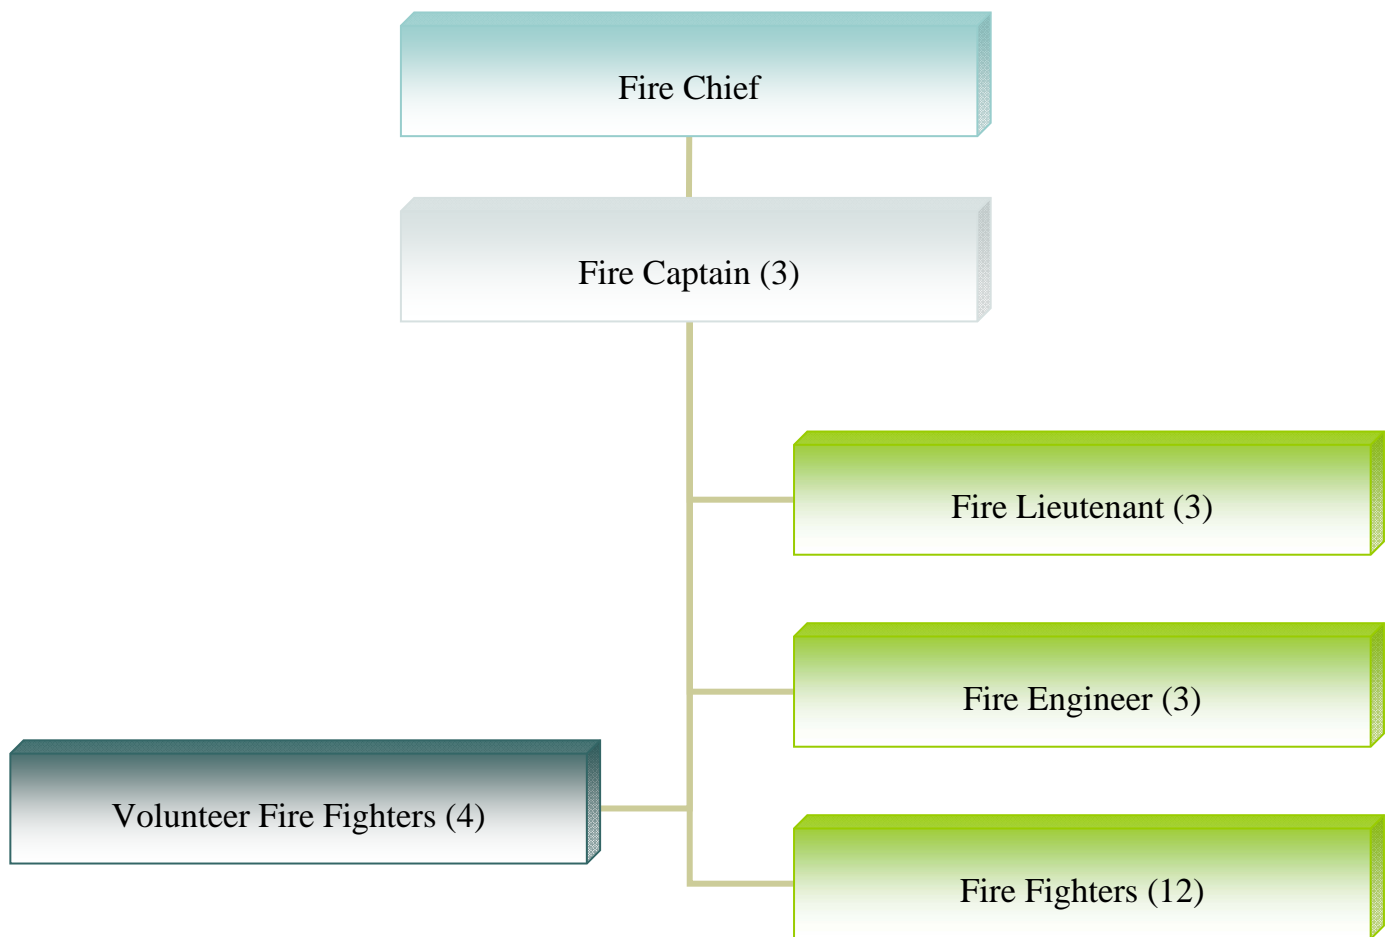 Fire Chief
Fire Captain (3)
Fire Lieutenant (3)
Fire Engineer (3)
Volunteer Fire Fighters (4)
Fire Fighters (12)